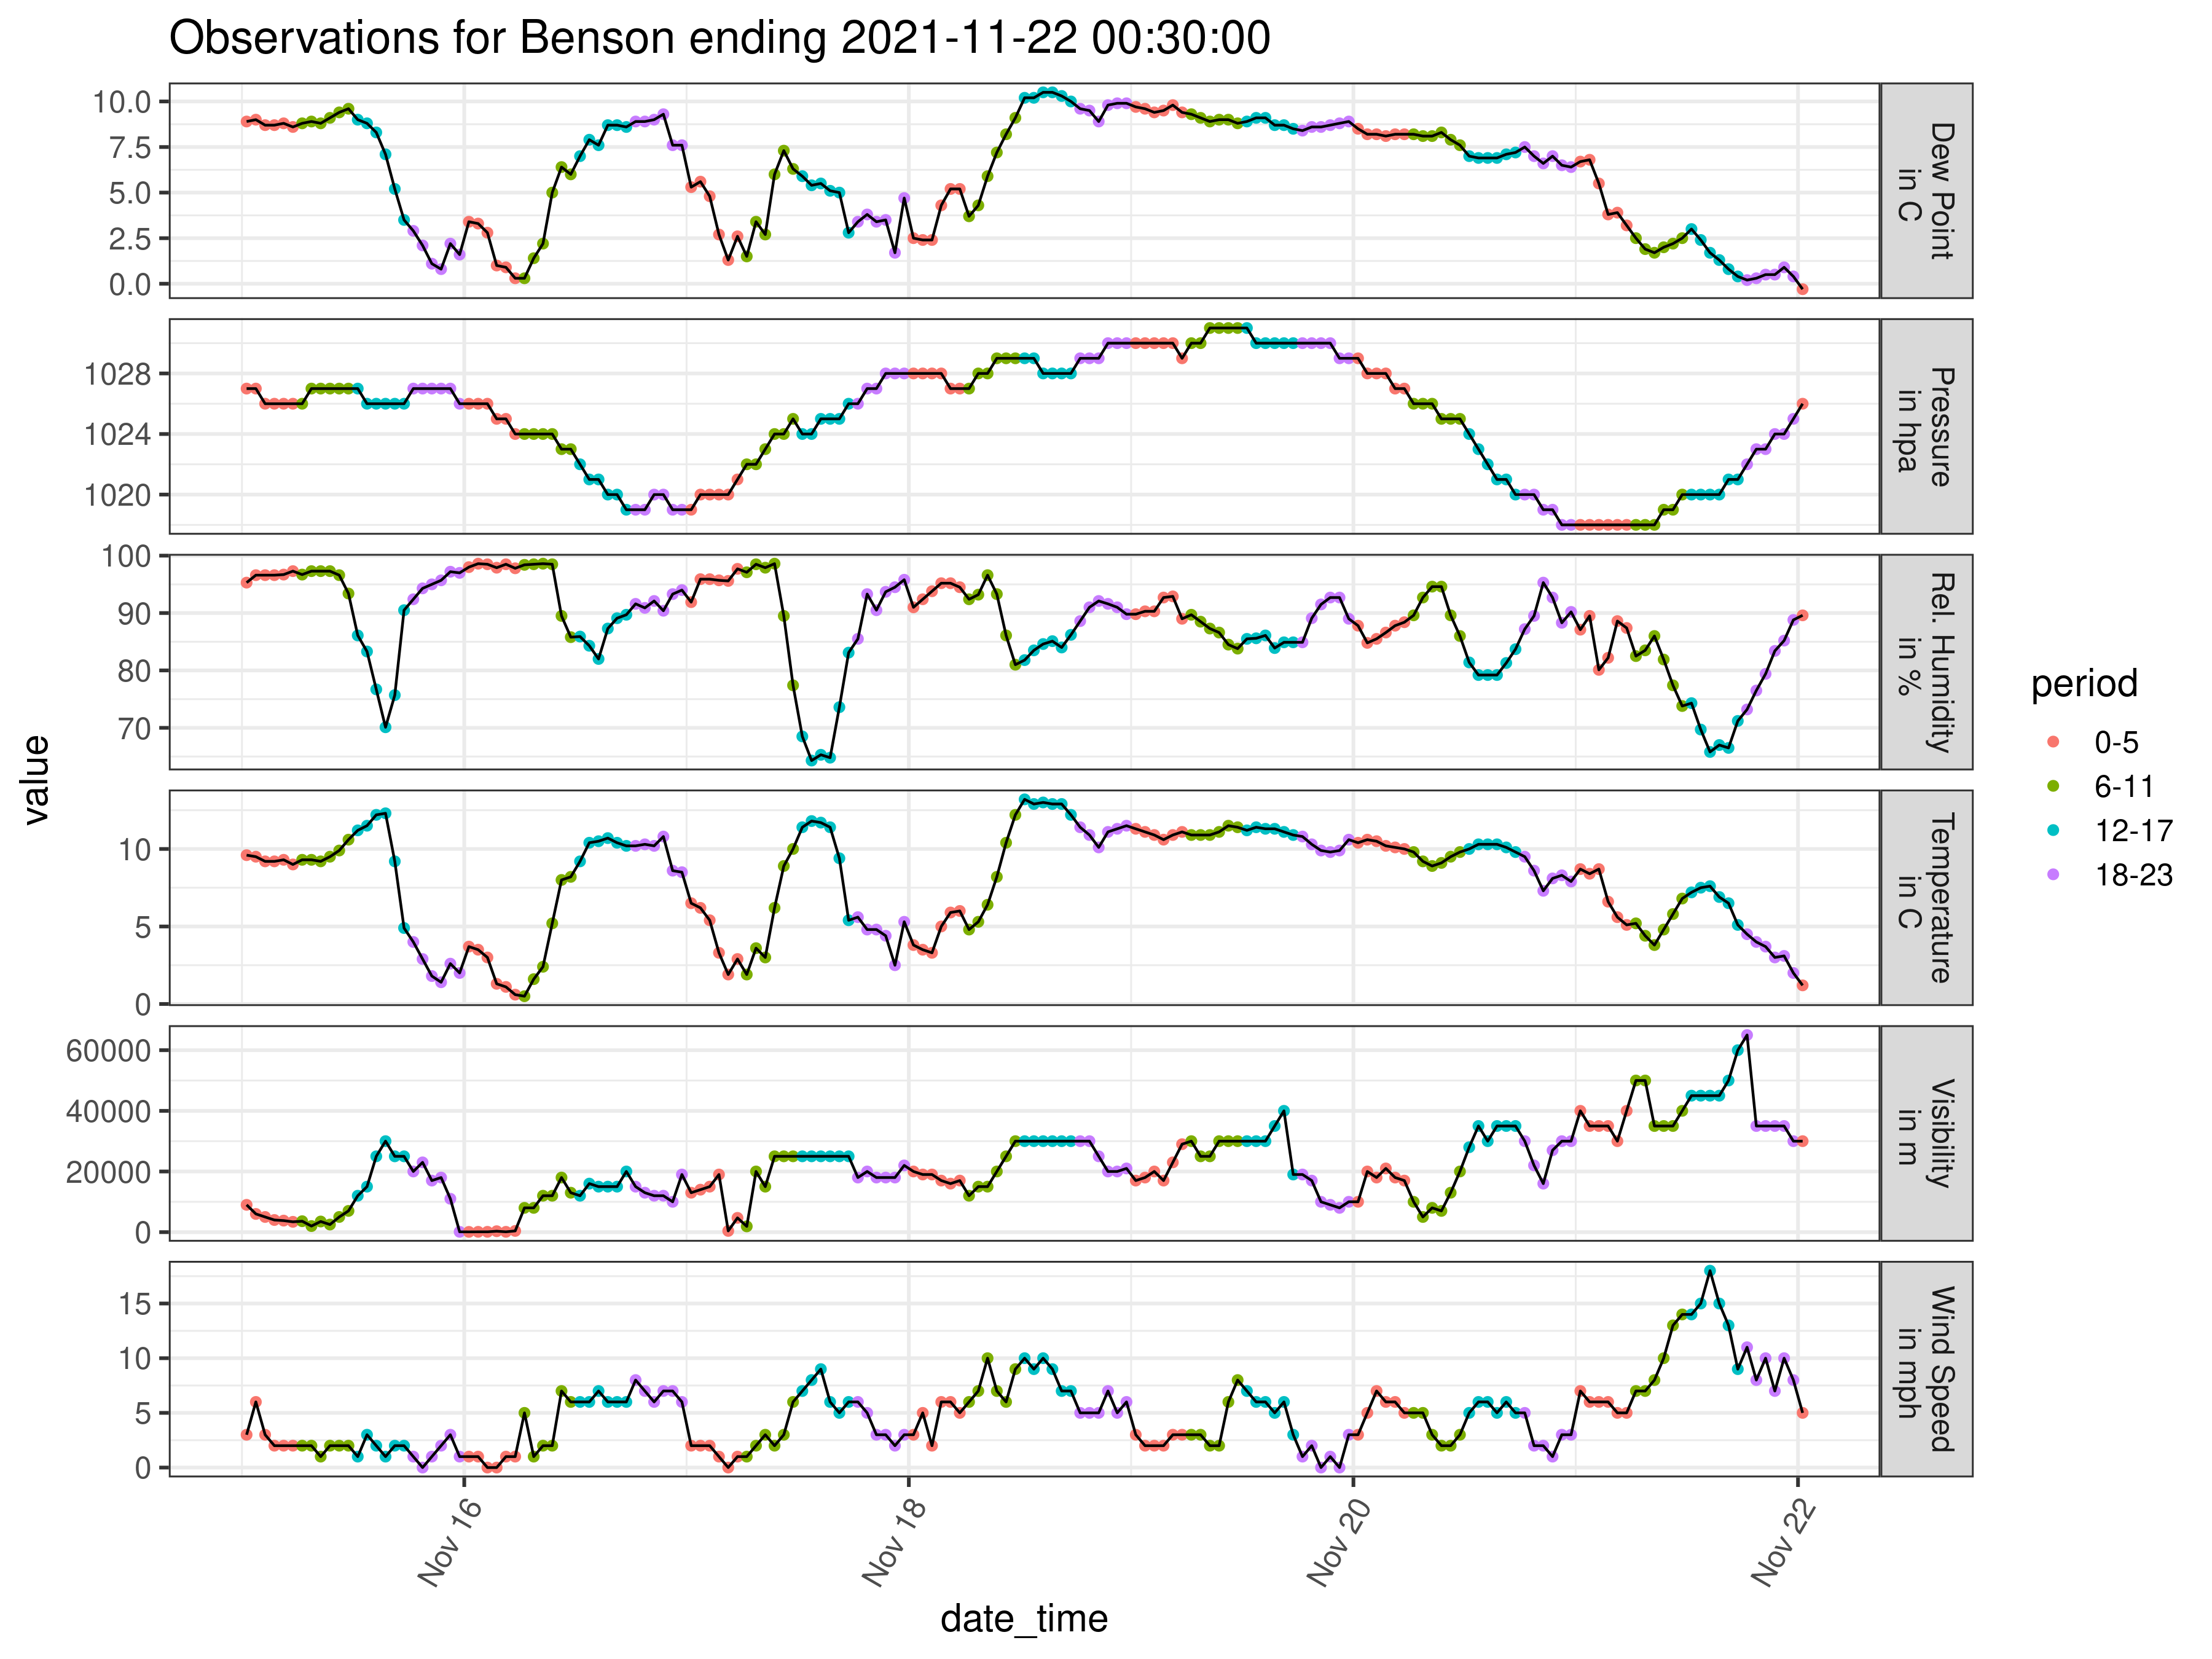 Observations for Benson ending 2021-11-22 00:30:00
10.0
7.5
5.0
2.5
0.0
Dew Point
in C
1028
1024
1020
Pressure
in hpa
100
90
80
70
Rel. Humidity
in %
10
5
0
Temperature
in C
60000
40000
20000
0
Visibility
in m
15
10
5
0
Wind Speed
in mph
value
Nov 16
Nov 18
Nov 20
Nov 22
date_time
period
0-5
6-11
12-17
18-23